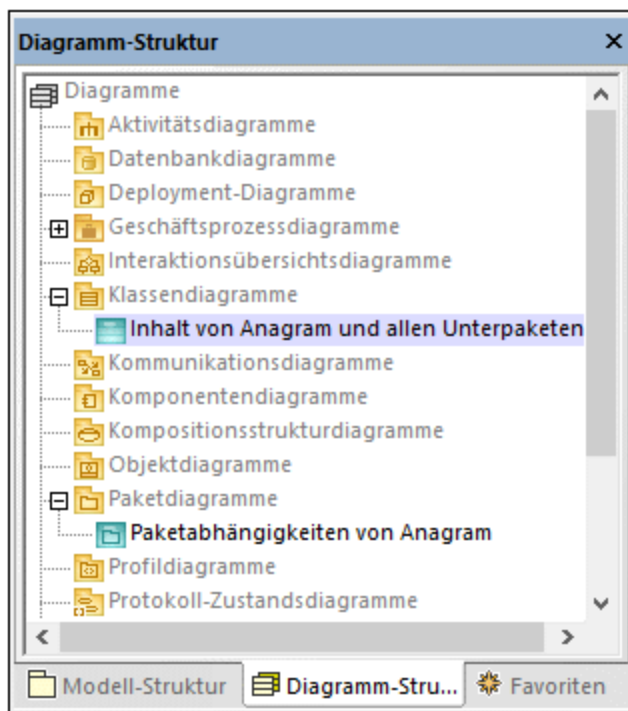 Diagramm-Struktur
Diagramme
Aktivitätsdiagramme
Datenbankdiagramme
Deployment-Diagramme
Geschäftsprozessdiagramme
Interaktionsübersichtsdiagramme
Klassendiagramme
Inhalt von Anagram und allen Unterpaketen
Kommunikationsdiagramme
Komponentendiagramme
Kompositionsstrukturdiagramme
Objektdiagramme
Paketdiagramme
Paketabhängigkeiten von Anagram
Profildiagramme
Protokoll-Zustandsdiagramme
Modell-Struktur Diagramm-Stru... Favoriten